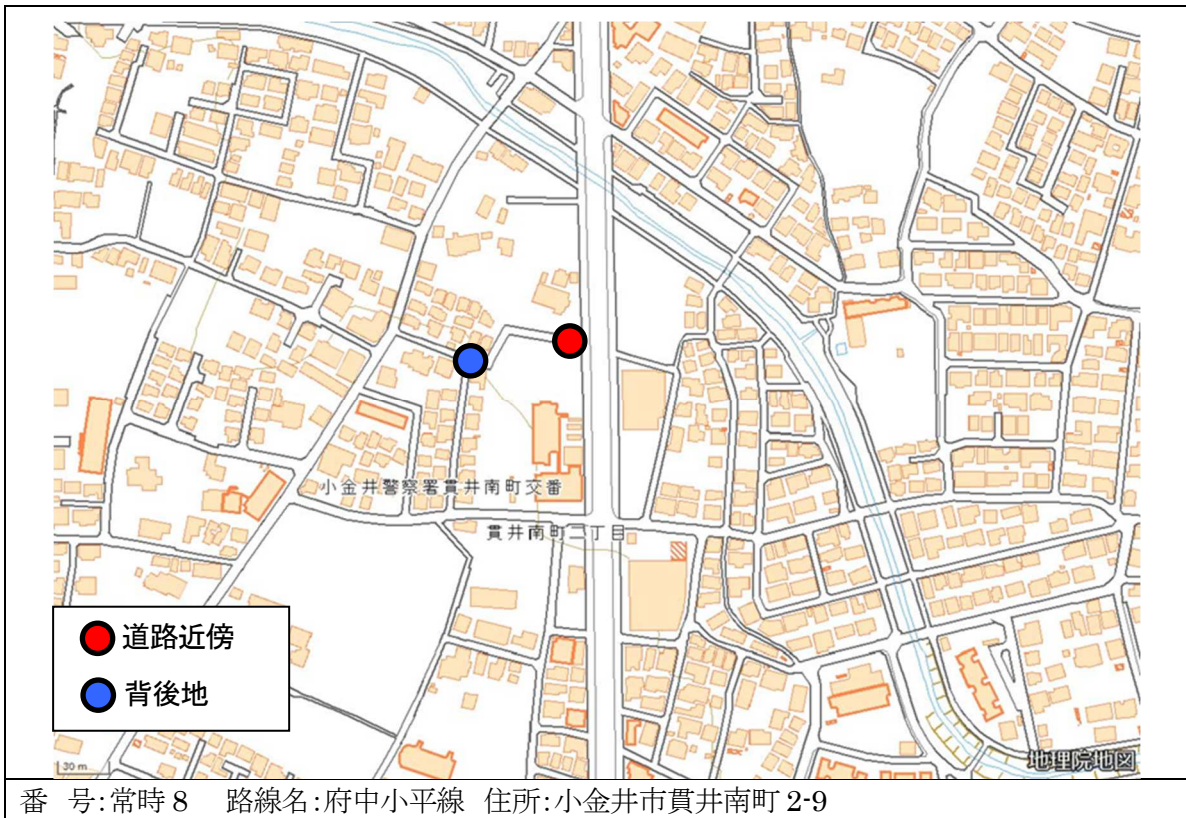 小金井警察署貫井南町交番
貫井南町二丁目
道路近傍
背後地
30 m
地理院地図
番 号:常時 8 路線名:府中小平線 住所:小金井市貫井南町 2-9